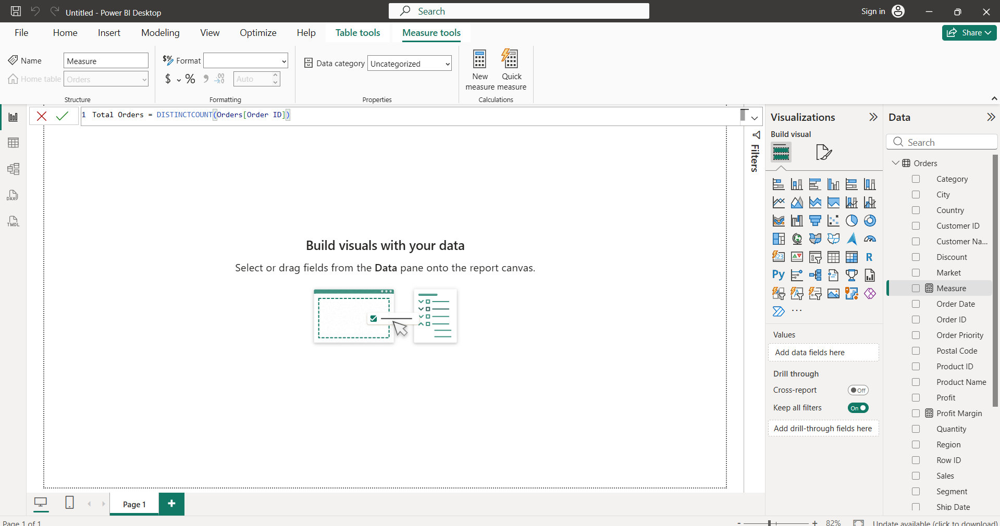 Untitled - Power BI Desktop
Search
Sign in
File Home Insert Modeling View Optimize Help Table tools Measure tools
Share
Name Measure
Home table Orders
Structure
$% Format
$ % 9 .00 →.0 Auto
Formatting
Data category Uncategorized
Properties
New measure
Quick measure
Calculations
1 Total Orders = DISTINCTCOUNT(Orders[Order ID])
DAX
TMDL
Build visuals with your data
Select or drag fields from the Data pane onto the report canvas.
Filters
Visualizations
Build visual
123
R
Py
Values
Add data fields here
Drill through
Cross-report Off
Keep all filters On
Add drill-through fields here
Data
Search
Orders
Category
City
Country
Customer ID
Customer Na...
Discount
Market
Measure
Order Date
Order ID
Order Priority
Postal Code
Product ID
Product Name
Profit
Profit Margin
Quantity
Region
Row ID
Sales
Segment
Ship Date
Page 1
+
Page 1 of 1
- + 82%
Update available (click to download)